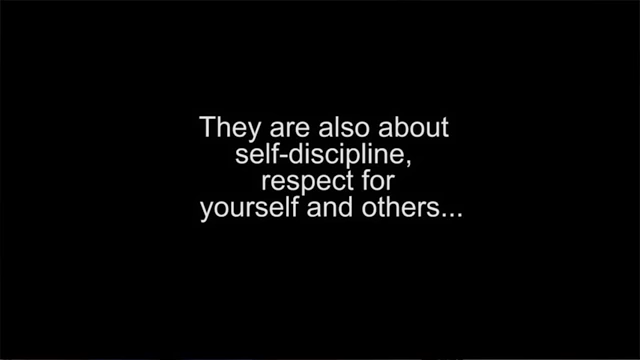 They are also about
self-discipline,
respect for
yourself and others...